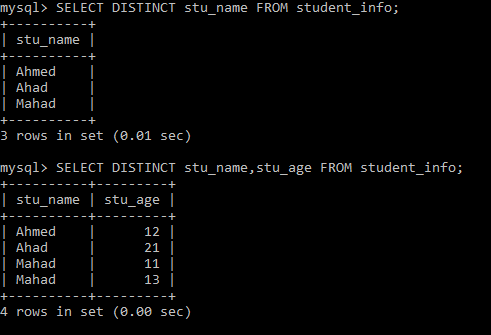 mysql> SELECT DISTINCT stu_name FROM student_info;
+----------+
| stu_name |
+----------+
| Ahmed    |
| Ahad     |
| Mahad    |
+----------+
3 rows in set (0.01 sec)

mysql> SELECT DISTINCT stu_name,stu_age FROM student_info;
+----------+---------+
| stu_name | stu_age |
+----------+---------+
| Ahmed    |      12 |
| Ahad     |      21 |
| Mahad    |      11 |
| Mahad    |      13 |
+----------+---------+
4 rows in set (0.00 sec)